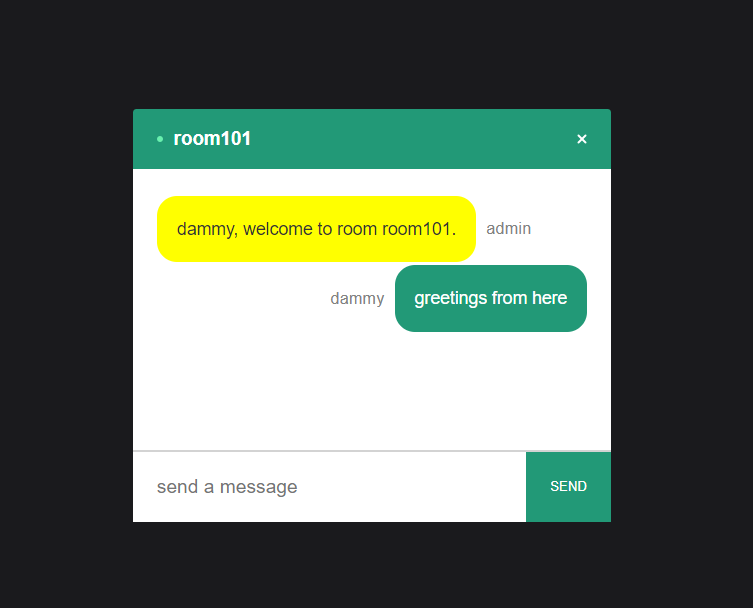 room101
×
dammy, welcome to room room101. admin
dammy greetings from here
send a message SEND